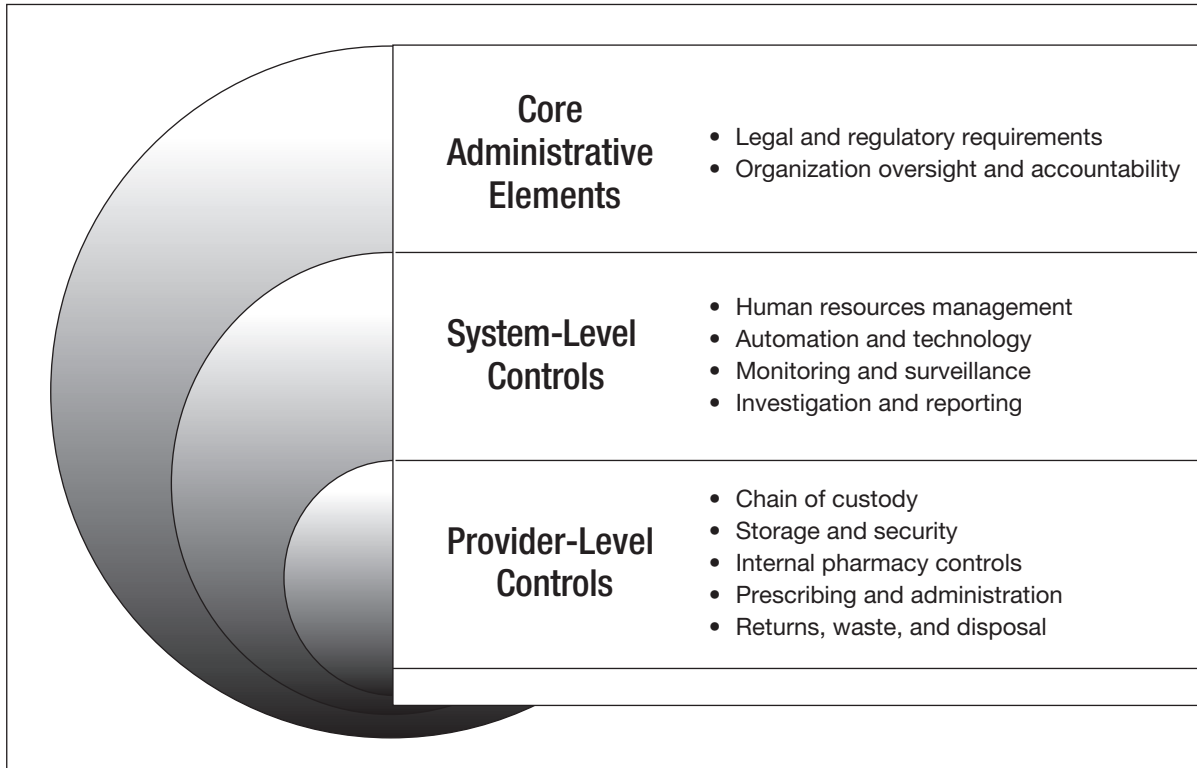 Core
Administrative
Elements
• Legal and regulatory requirements
• Organization oversight and accountability
System-Level
Controls
• Human resources management
• Automation and technology
• Monitoring and surveillance
• Investigation and reporting
Provider-Level
Controls
• Chain of custody
• Storage and security
• Internal pharmacy controls
• Prescribing and administration
• Returns, waste, and disposal